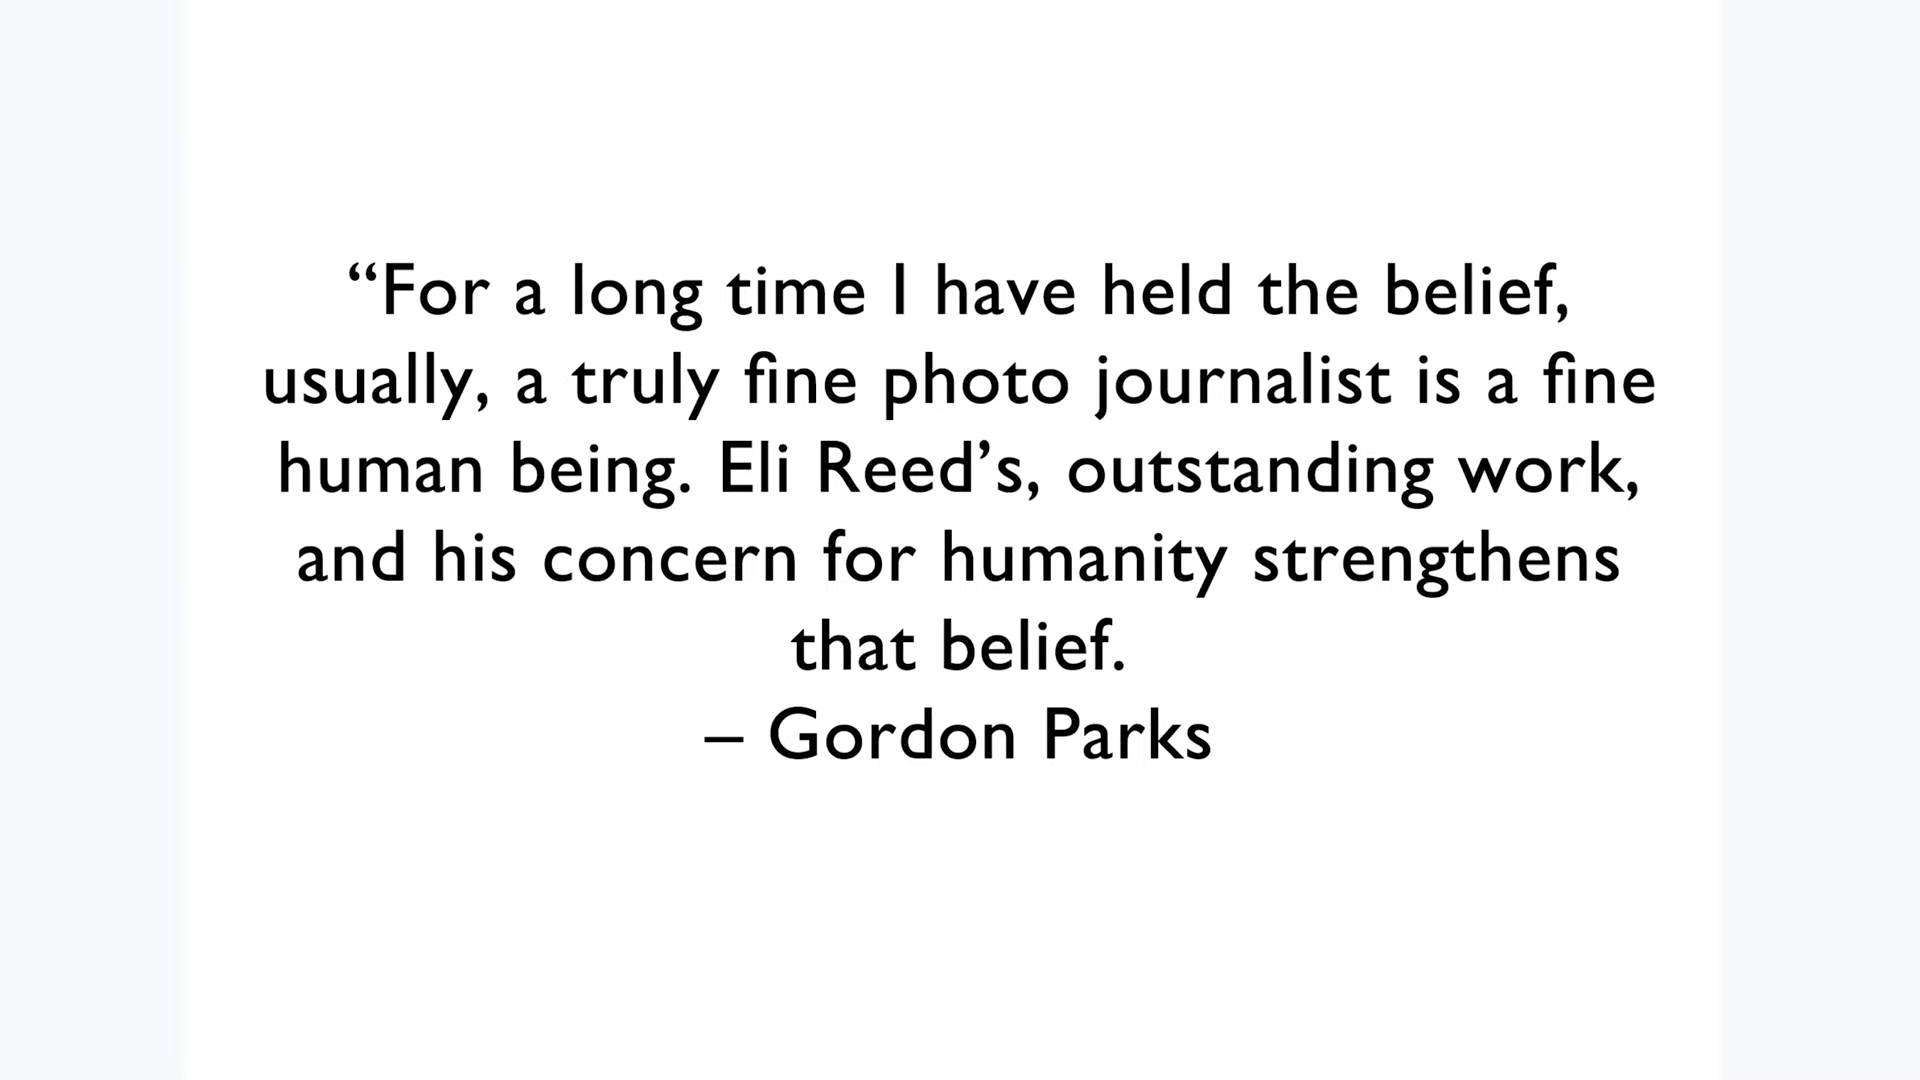 “For a long time I have held the belief,
usually, a truly fine photo journalist is a fine
human being. Eli Reed’s, outstanding work,
and his concern for humanity strengthens
that belief.
– Gordon Parks